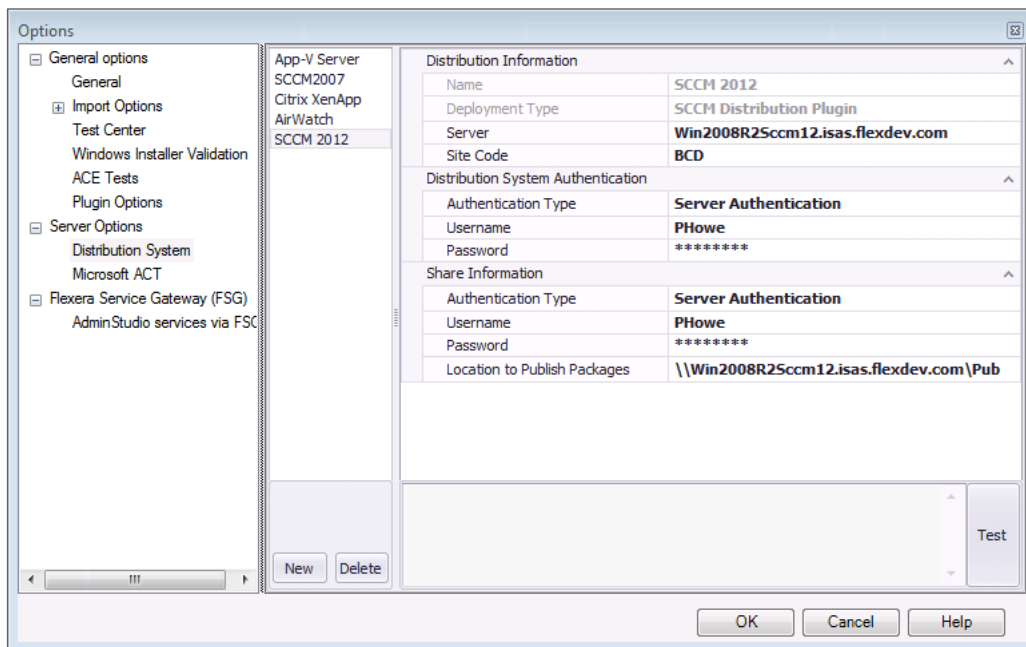 Options
General options
General
Import Options
Test Center
Windows Installer Validation
ACE Tests
Plugin Options
Server Options
Distribution System
Microsoft ACT
Flexera Service Gateway (FSG)
AdminStudio services via FSG
App-V Server
SCCM2007
Citrix XenApp
AirWatch
SCCM 2012
New Delete
Distribution Information
Name SCCM 2012
Deployment Type SCCM Distribution Plugin
Server Win2008R2Sccm12.isas.flexdev.com
Site Code BCD
Distribution System Authentication
Authentication Type Server Authentication
Username PHowe
Password ********
Share Information
Authentication Type Server Authentication
Username PHowe
Password ********
Location to Publish Packages \\Win2008R2Sccm12.isas.flexdev.com\Pub
Test
OK Cancel Help